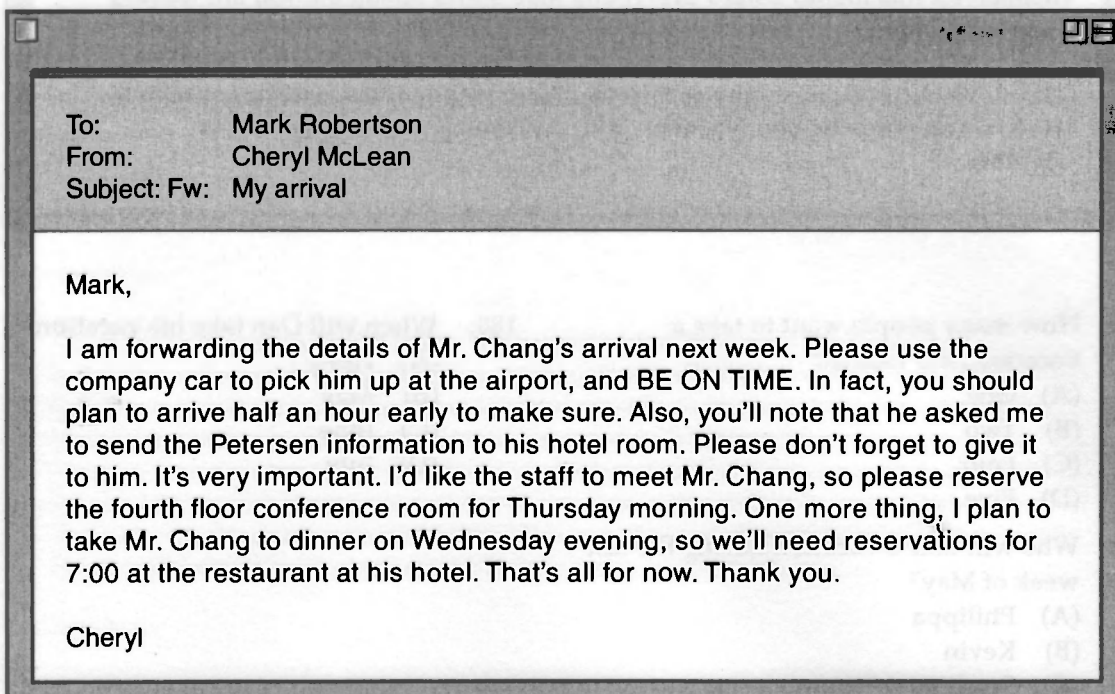 To: Mark Robertson
From: Cheryl McLean
Subject: Fw: My arrival
Mark,
I am forwarding the details of Mr. Chang's arrival next week. Please use the
company car to pick him up at the airport, and BE ON TIME. In fact, you should
plan to arrive half an hour early to make sure. Also, you'll note that he asked me
to send the Petersen information to his hotel room. Please don't forget to give it
to him. It's very important. I'd like the staff to meet Mr. Chang, so please reserve
the fourth floor conference room for Thursday morning. One more thing, I plan to
take Mr. Chang to dinner on Wednesday evening, so we'll need reservations for
7:00 at the restaurant at his hotel. That's all for now. Thank you.
Cheryl